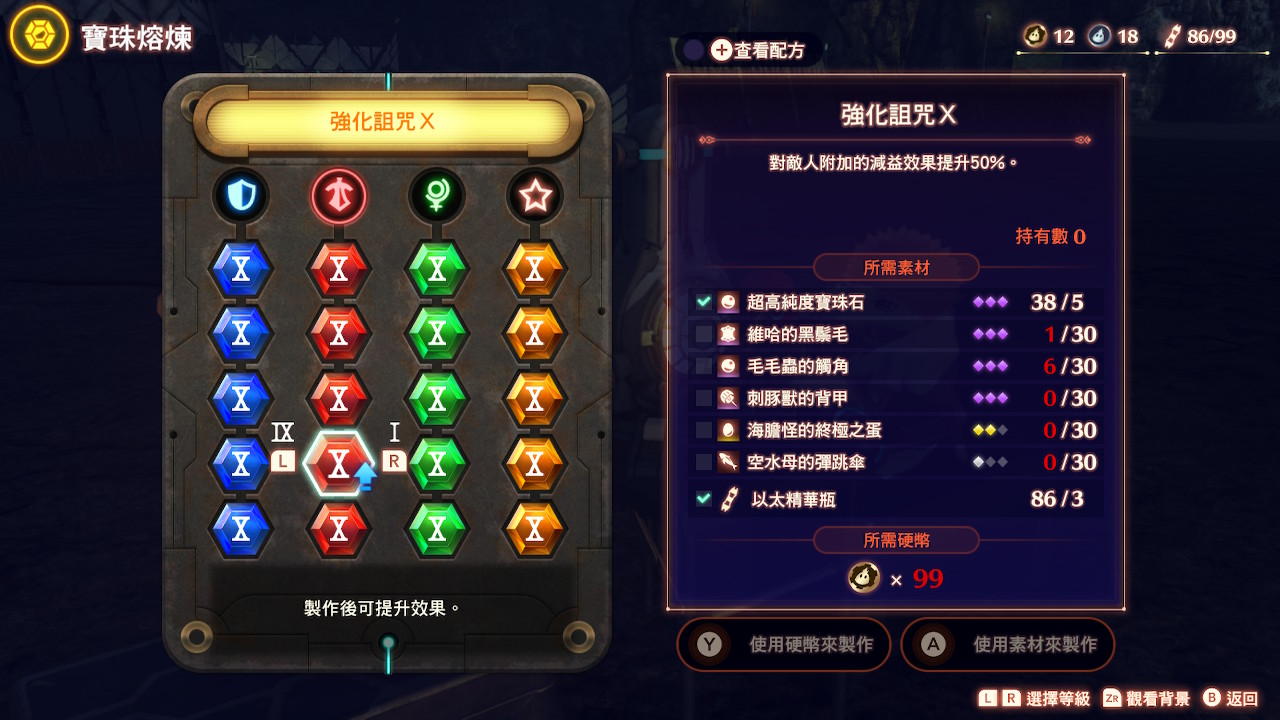 寶珠熔煉
12 18 86/99
+查看配方
強化詛咒Ⅹ
X X X X
X X X X
X X X X
IX I
L R
X X X X
X X X X
製作後可提升效果。
強化詛咒Ⅹ
對敵人附加的減益效果提升50%。
持有數 0
所需素材
超高純度寶珠石 38/5
維哈的黑鬃毛 1/30
毛毛蟲的觸角 6/30
刺豚獸的背甲 0/30
海膽怪的終極之蛋 0/30
空水母的彈跳傘 0/30
以太精華瓶 86/3
所需硬幣
× 99
Y 使用硬幣來製作 A 使用素材來製作
L R 選擇等級 ZR 觀看背景 B 返回